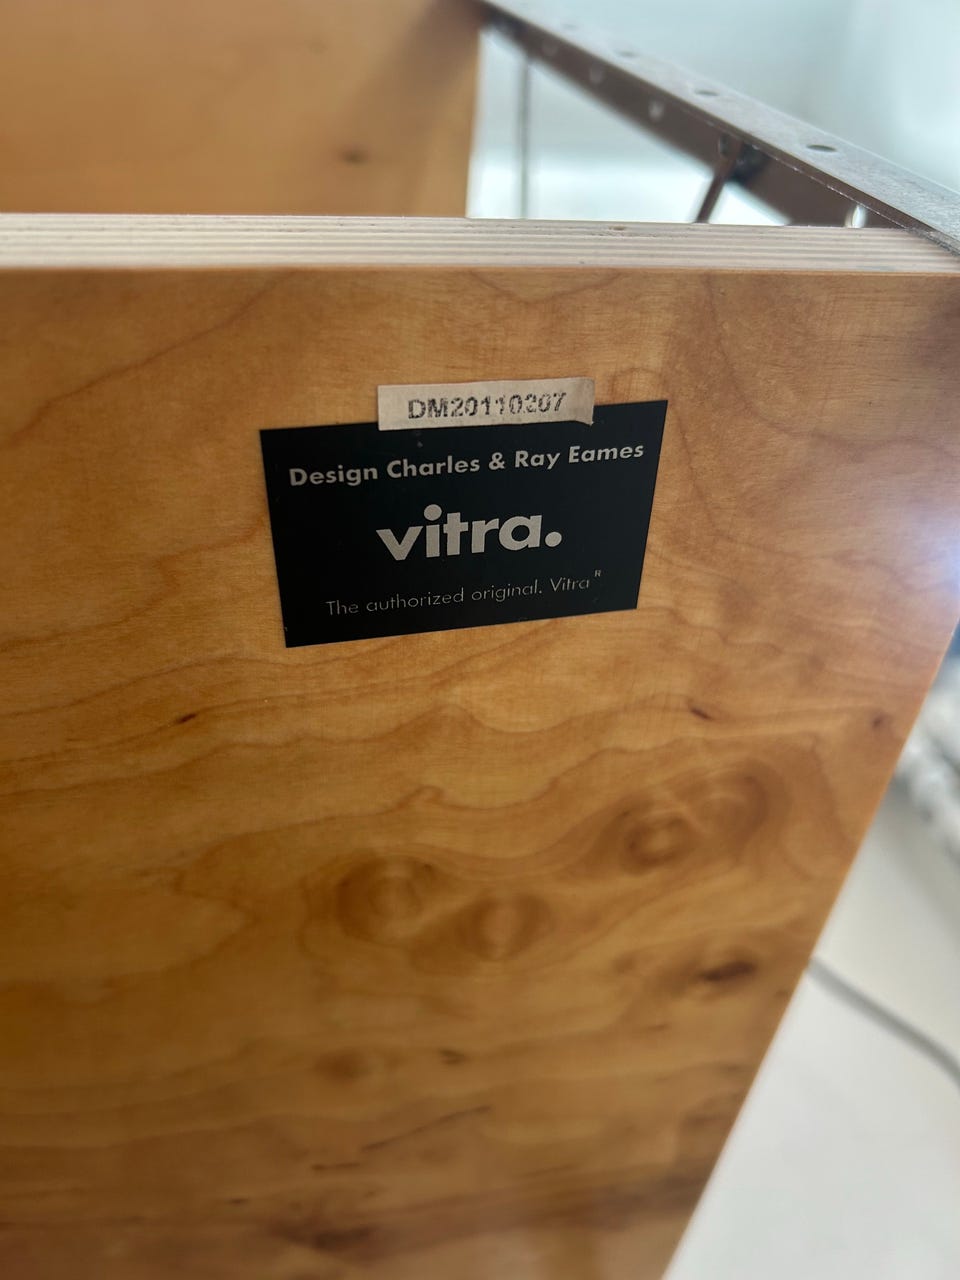 DM20110207
Design Charles & Ray Eames
vitra.
The authorized original. Vitra ᴿ